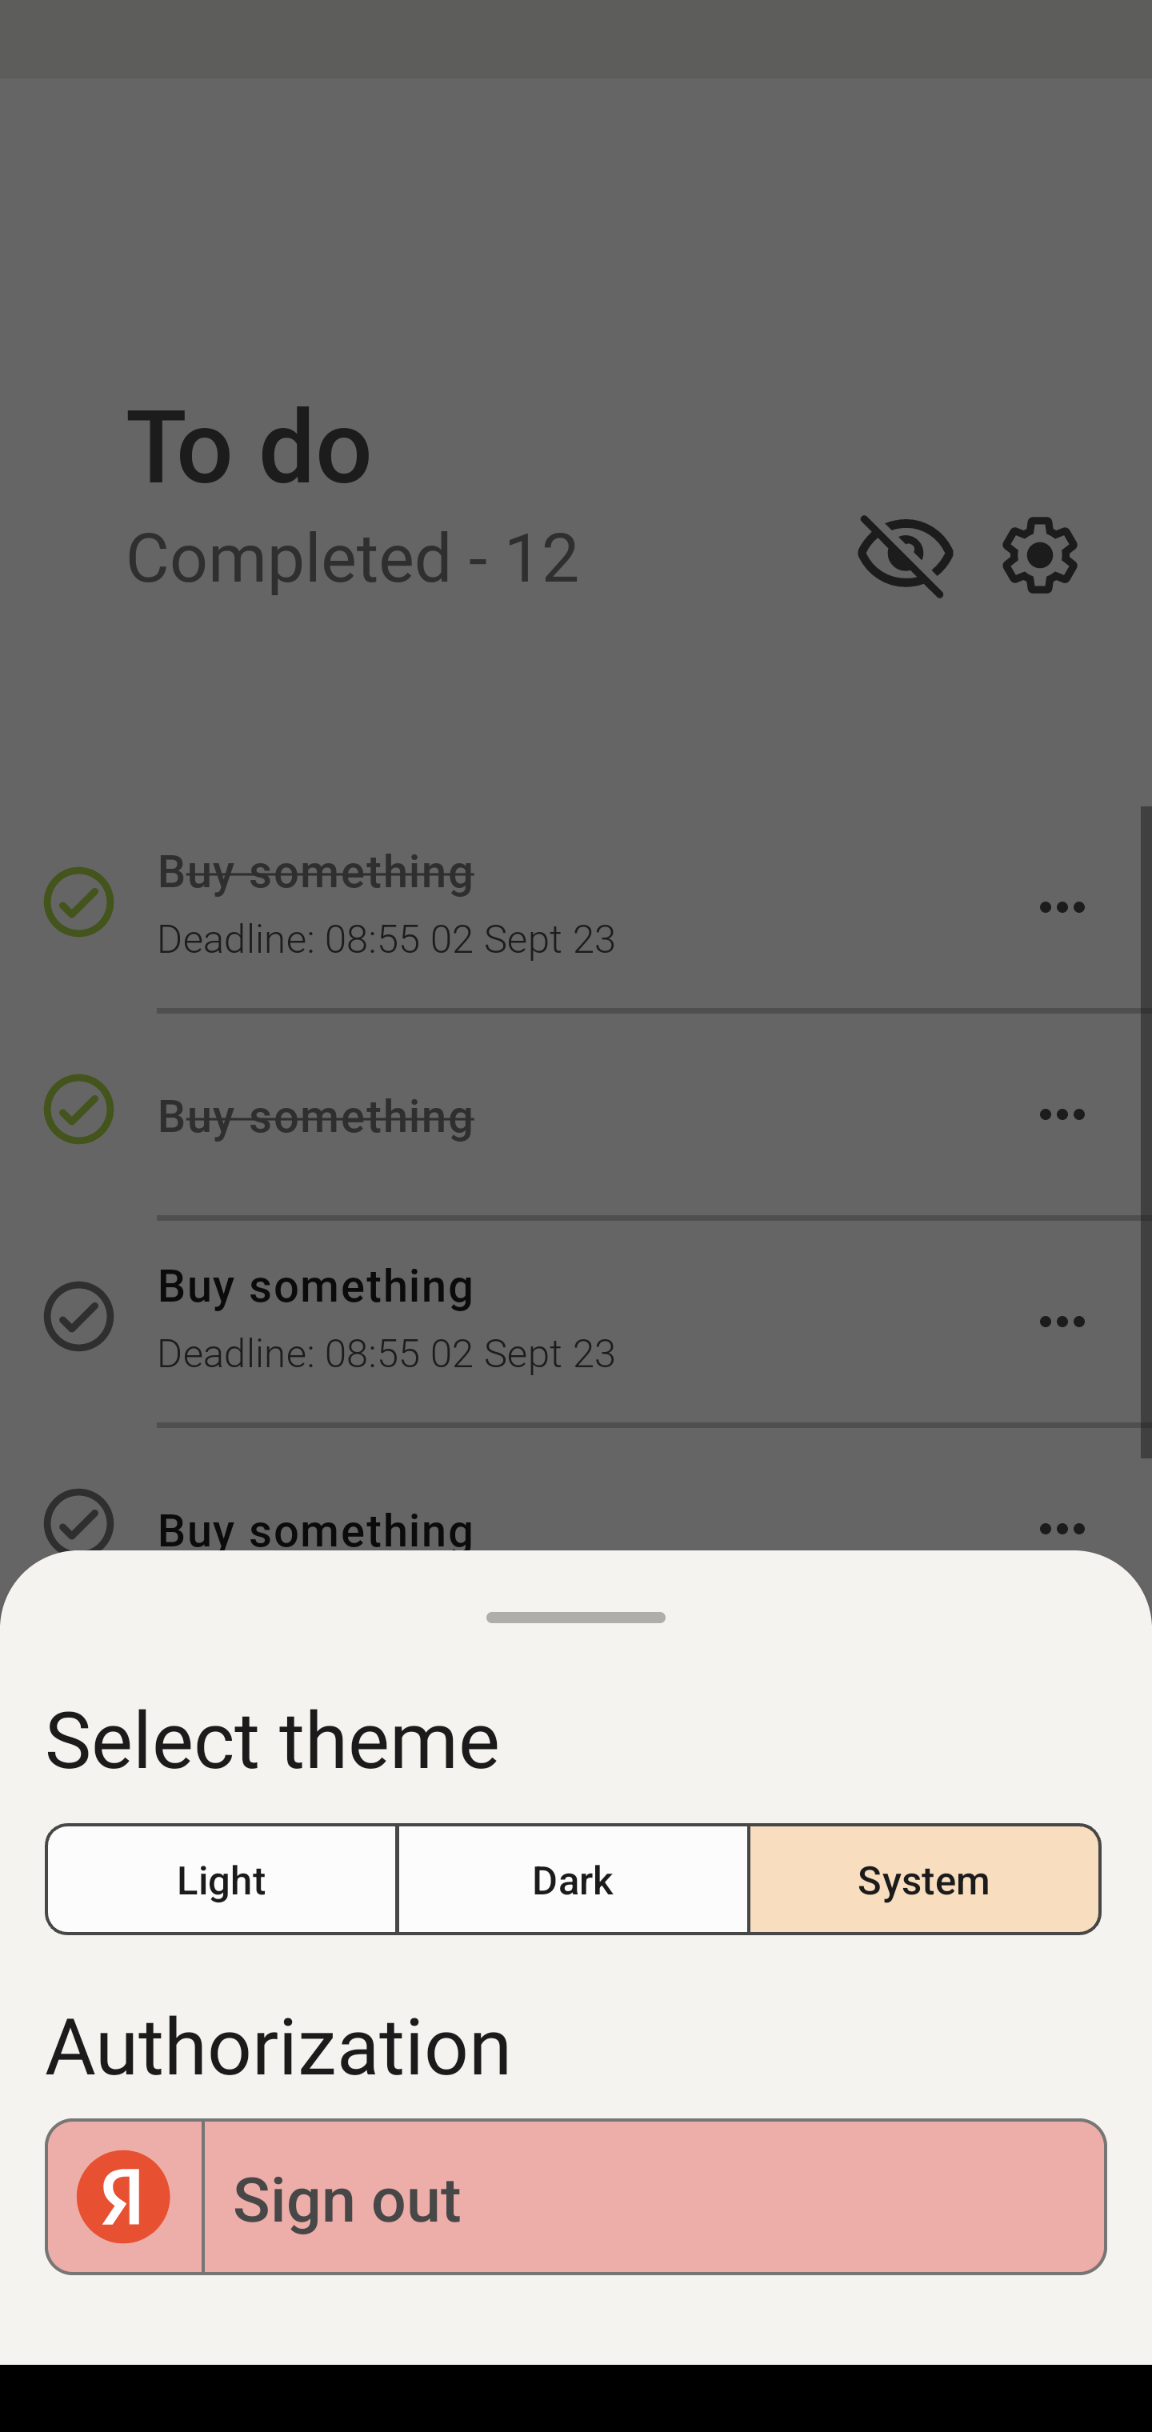 To do
Completed - 12
Buy something
Deadline: 08:55 02 Sept 23
Buy something
Buy something
Deadline: 08:55 02 Sept 23
Buy something
Select theme
Light
Dark
System
Authorization
Я
Sign out